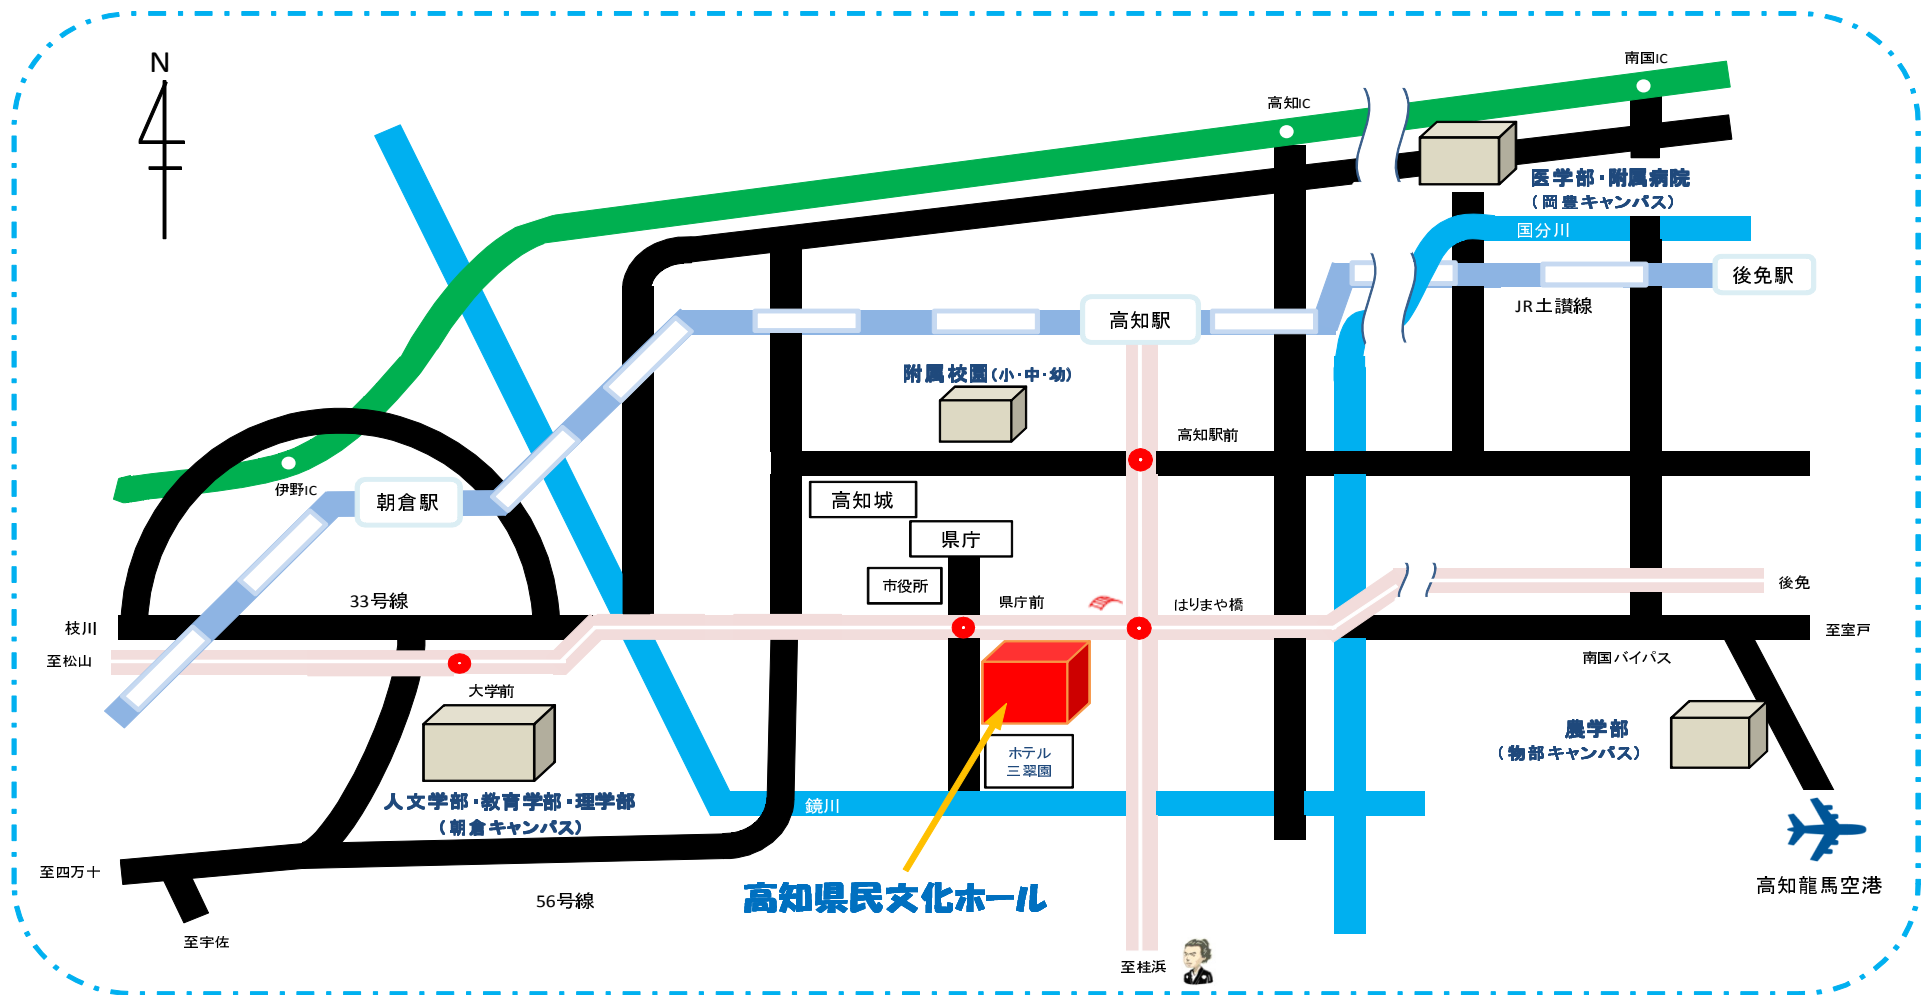 N
南国IC
高知IC
医学部・附属病院
（岡豊キャンパス）
国分川
後免駅
JR土讃線
高知駅
附属校園(小・中・幼)
高知駅前
伊野IC
朝倉駅
高知城
県庁
市役所
県庁前
はりまや橋
後免
33号線
枝川
至松山
至室戸
南国バイパス
大学前
農学部
（物部キャンパス）
ホテル
三翠園
人文学部・教育学部・理学部
（朝倉キャンパス）
鏡川
至四万十
56号線
高知県民文化ホール
高知龍馬空港
至宇佐
至桂浜